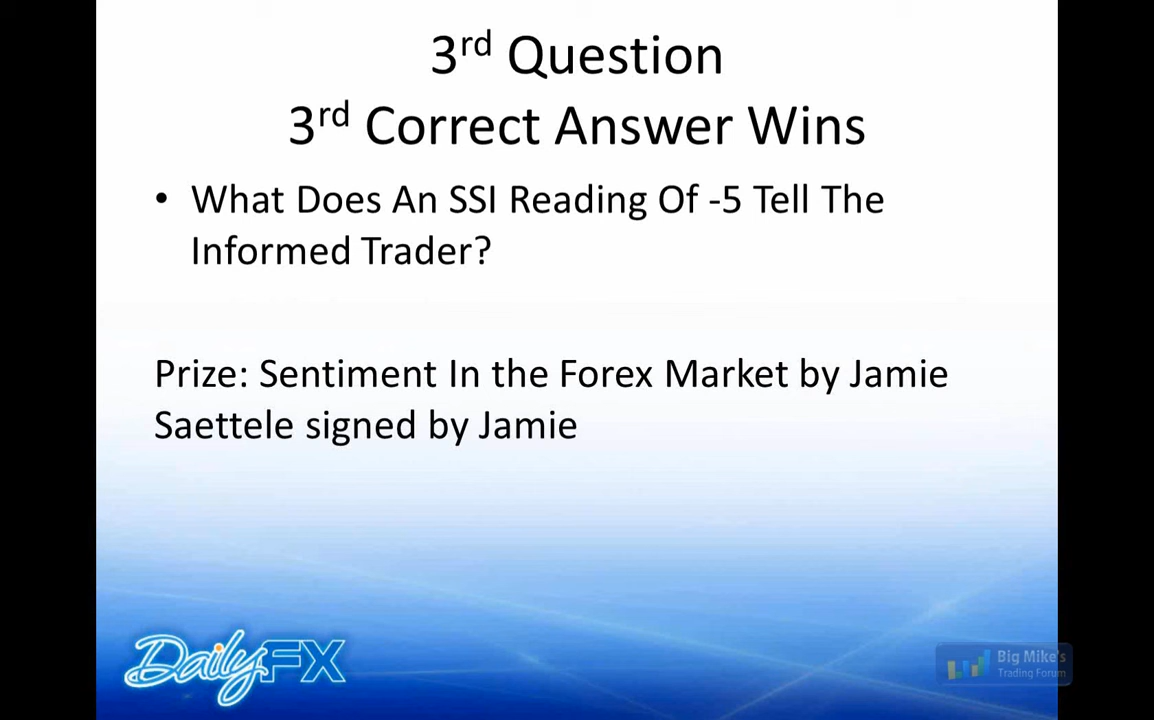 3rd Question
3rd Correct Answer Wins
• What Does An SSI Reading Of -5 Tell The
Informed Trader?
Prize: Sentiment In the Forex Market by Jamie
Saettele signed by Jamie
DailyFX
Big Mike's
Trading Forum